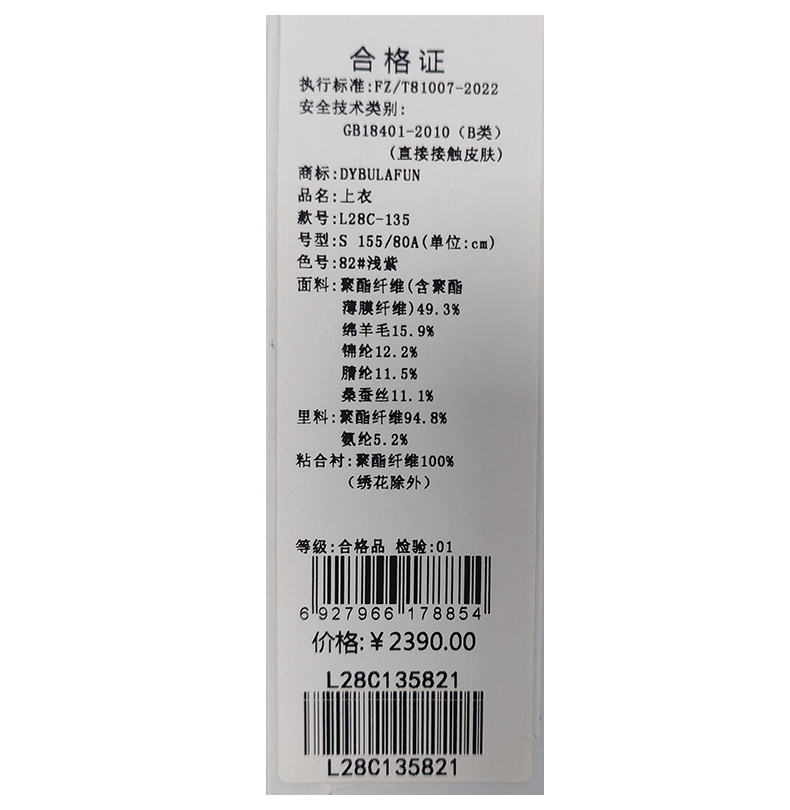 合格证
执行标准:FZ/T81007-2022
安全技术类别:
GB18401-2010（B类）
(直接接触皮肤)
商标:DYBULAFUN
品名:上衣
款号:L28C-135
号型:S 155/80A(单位:cm)
色号:82#浅紫
面料:聚酯纤维(含聚酯
薄膜纤维)49.3%
绵羊毛15.9%
锦纶12.2%
腈纶11.5%
桑蚕丝11.1%
里料:聚酯纤维94.8%
氨纶5.2%
粘合衬:聚酯纤维100%
（绣花除外）
等级:合格品 检验:01
6 927966 178854
价格:¥2390.00
L28C135821
L28C135821